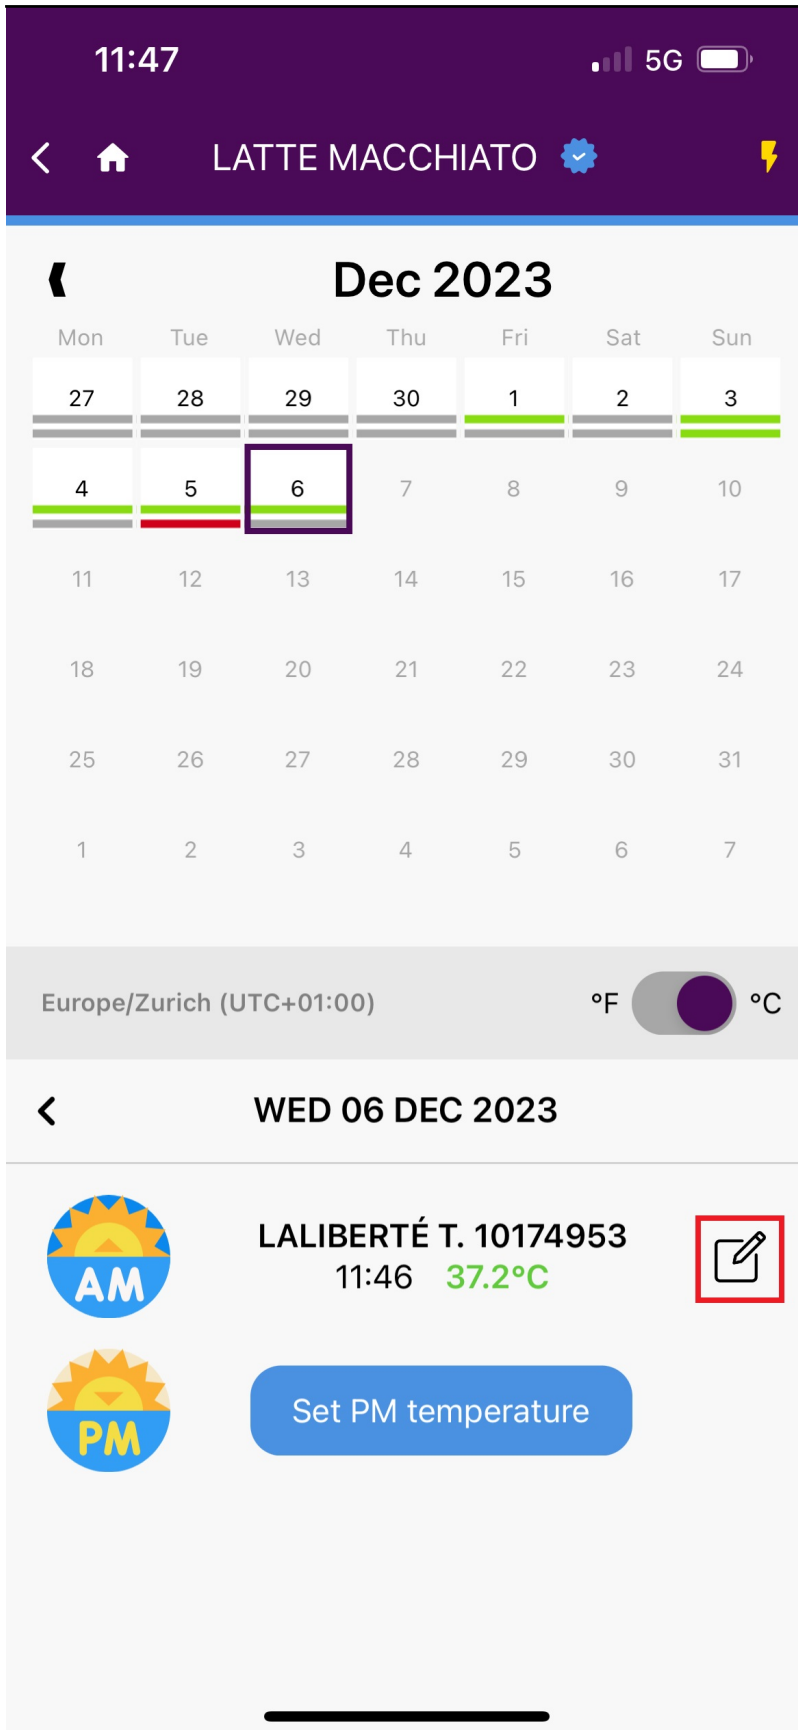 11:47 5G
LATTE MACCHIATO
Dec 2023
Mon Tue Wed Thu Fri Sat Sun
27 28 29 30 1 2 3
4 5 6 7 8 9 10
11 12 13 14 15 16 17
18 19 20 21 22 23 24
25 26 27 28 29 30 31
1 2 3 4 5 6 7
Europe/Zurich (UTC+01:00) °F °C
WED 06 DEC 2023
AM
LALIBERTÉ T. 10174953
11:46 37.2°C
PM
Set PM temperature